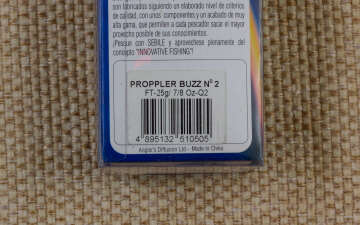 son fabricados siguiendo un elaborado nivel de criterios
de calidad, con unos componentes y un acabado de muy
alta gama, que permiten a cada pescador sacar el mayor
provecho posible de sus conocimientos.
¡Pesque con SEBILE y aprovechese plenamente del
concepto "INNOVATIVE FISHING"!
PROPPLER BUZZ Nº 2
FT-25g/ 7/8 Oz-Q2
4 895132 510505
Angler's Diffusion Ltd - Made in China